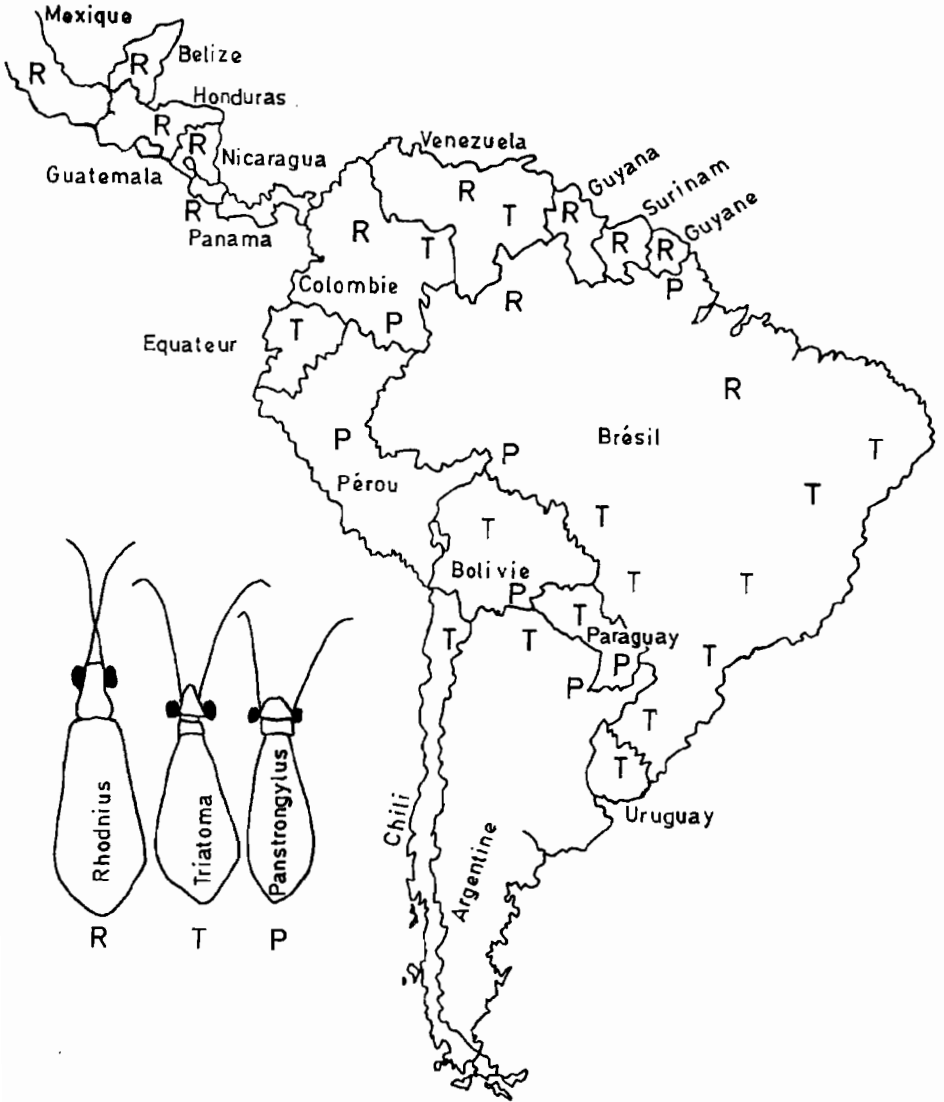 Mexique
R
R
Belize
Honduras
R
R
Nicaragua
Guatemala
R
Panama
Venezuela
R
T
R
Guyana
Surinam
R
Guyane
R
P
R
T
Colombie
R
P
T
Equateur
R
P
Brésil
T
P
Pérou
T
T
T
Bolivie
T
T
P
T
Paraguay
T
T
P
T
P
T
T
Uruguay
Chili
Argentine
Rhodnius
Triatoma
Panstrongylus
R T P